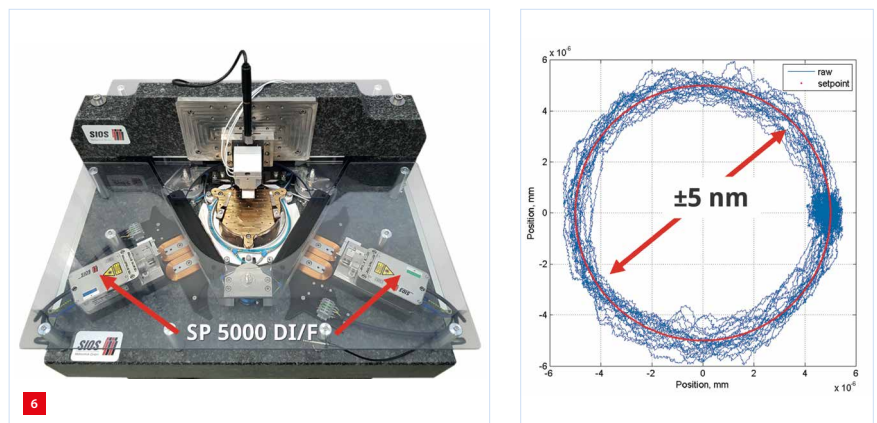 SIOS
SP 5000 DI/F
SIOS
6
x 10-6
raw
setpoint
Position, mm
6
4
2
0
-2
-4
-6
±5 nm
-6
-4
-2
0
2
4
6
Position, mm
x 10-6